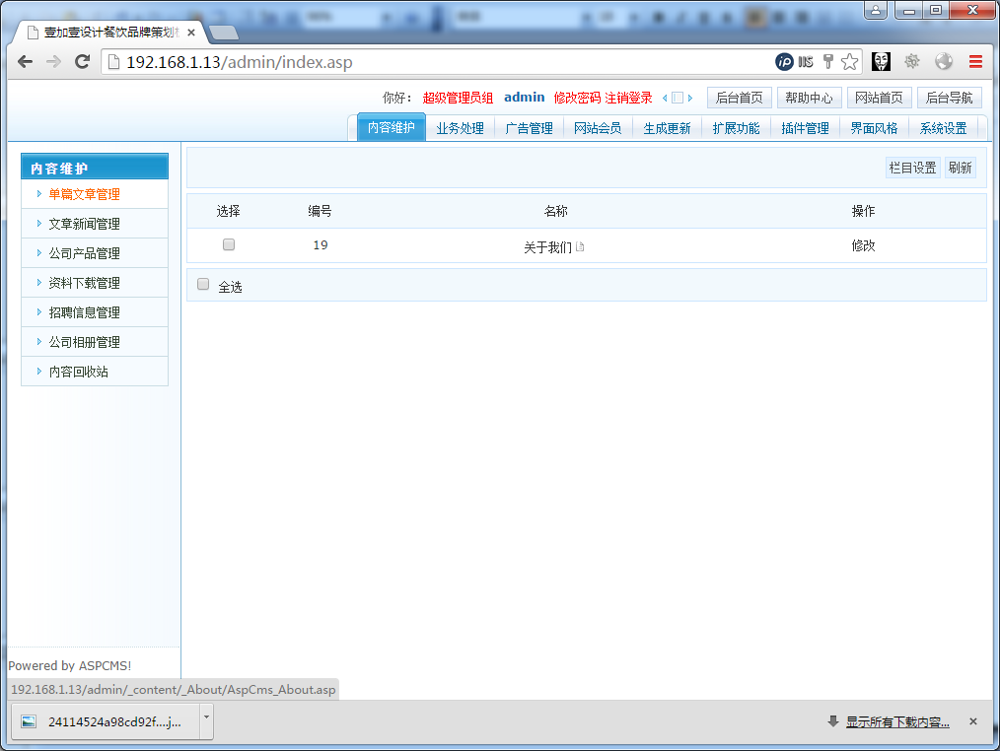 壹加壹设计餐饮品牌策划
192.168.1.13/admin/index.asp
IP IIS
你好： 超级管理员组 admin 修改密码 注销登录 后台首页 帮助中心 网站首页 后台导航
内容维护 业务处理 广告管理 网站会员 生成更新 扩展功能 插件管理 界面风格 系统设置
内容维护
单篇文章管理
文章新闻管理
公司产品管理
资料下载管理
招聘信息管理
公司相册管理
内容回收站
栏目设置 刷新
选择 编号 名称 操作
19 关于我们 修改
全选
Powered by ASPCMS!
192.168.1.13/admin/_content/_About/AspCms_About.asp
24114524a98cd92f....j...
显示所有下载内容...